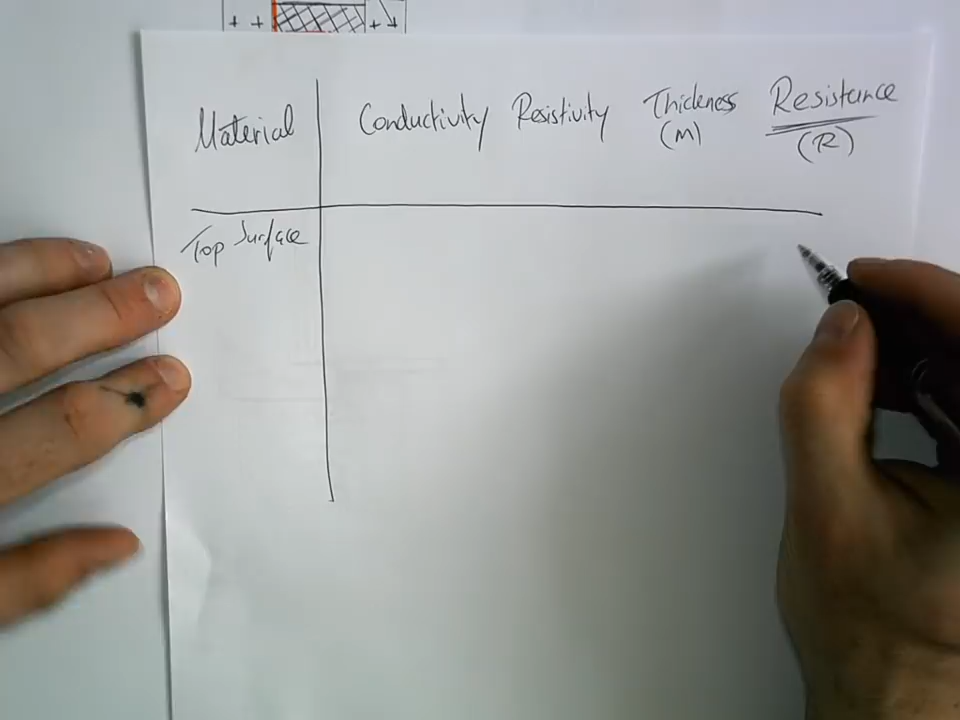 + + + +
Material Conductivity Resistivity Thickness Resistance
(M) (R)
Top Surface